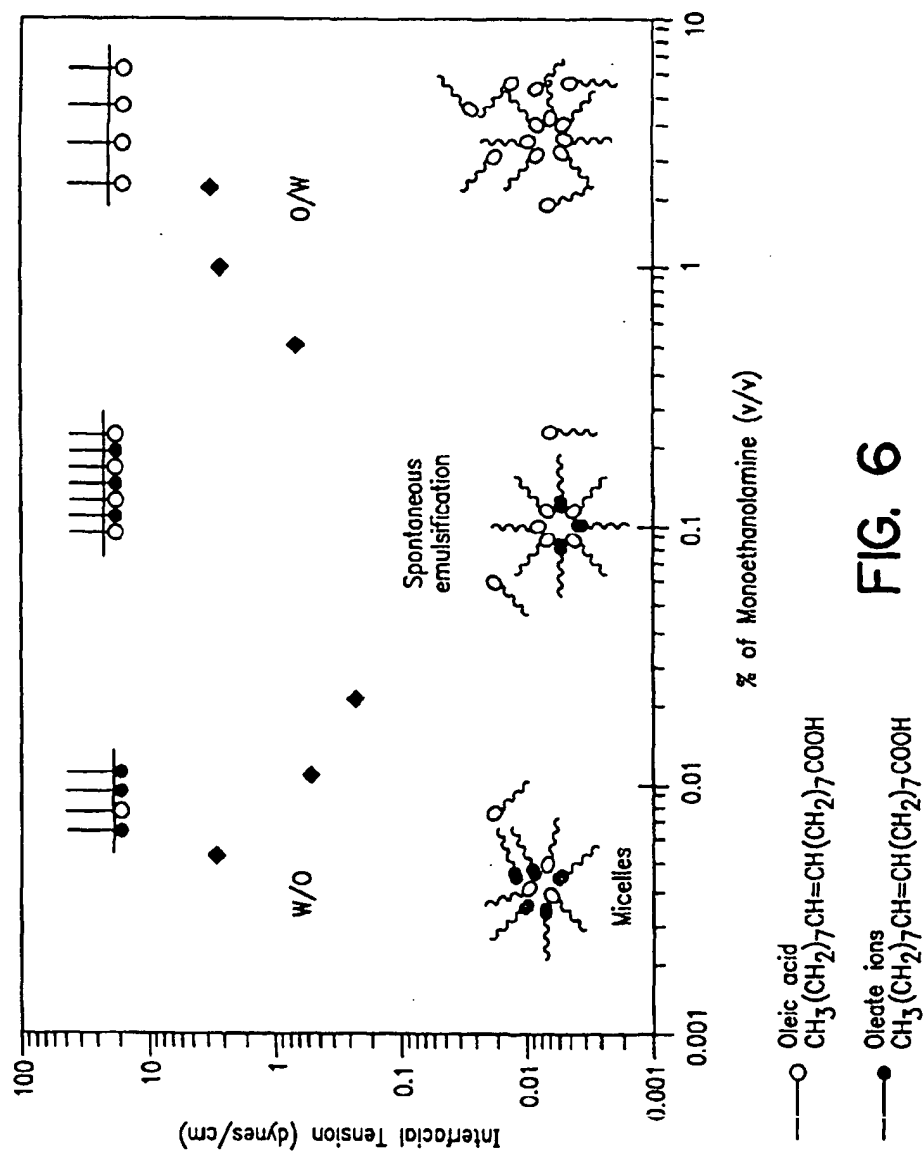 100
10
1
0.1
0.01
0.001
Interfacial Tension (dynes/cm)
W/O
Micelles
Spontaneous
emulsification
O/W
0.001
0.01
0.1
1
10
% of Monoethanolamine (v/v)
Oleic acid
CH3(CH2)7CH=CH(CH2)7COOH
Oleate ions
CH3(CH2)7CH=CH(CH2)7COOH
FIG. 6